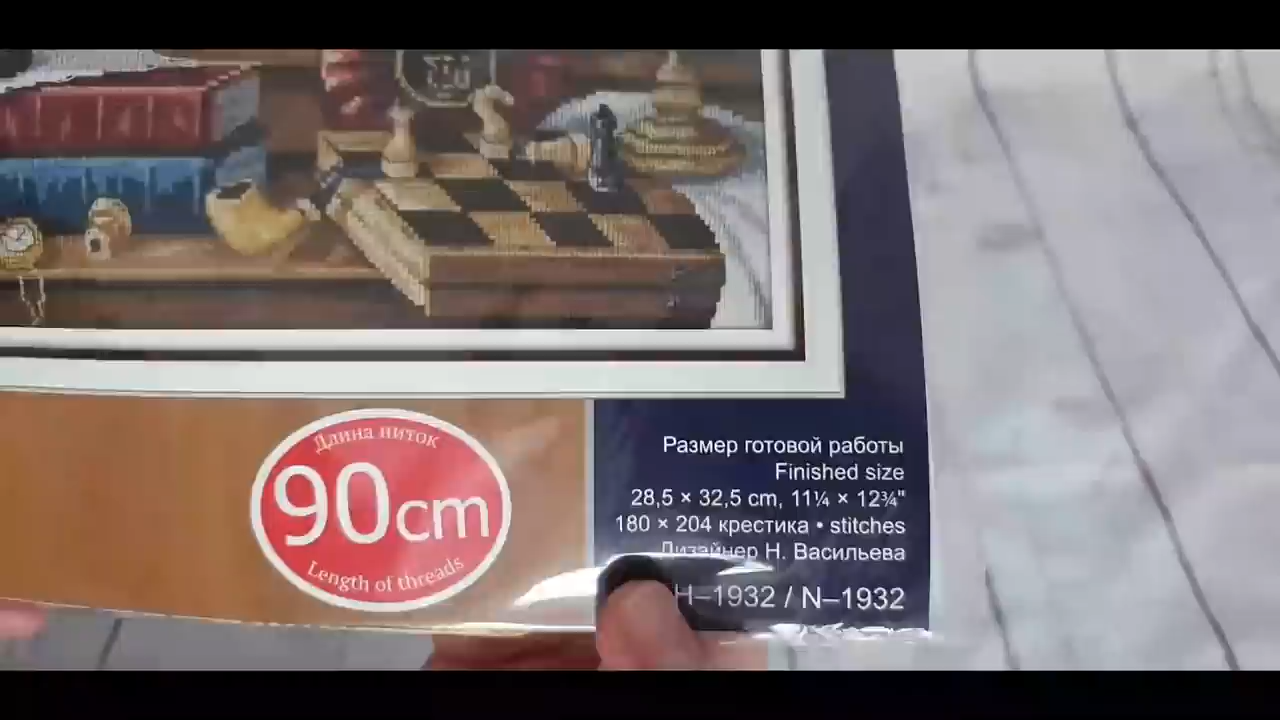 Длина ниток
90cm
Length of threads
Размер готовой работы
Finished size
28,5 × 32,5 cm, 11¼ × 12¾"
180 × 204 крестика • stitches
Дизайнер Н. Васильева
Н–1932 / N–1932